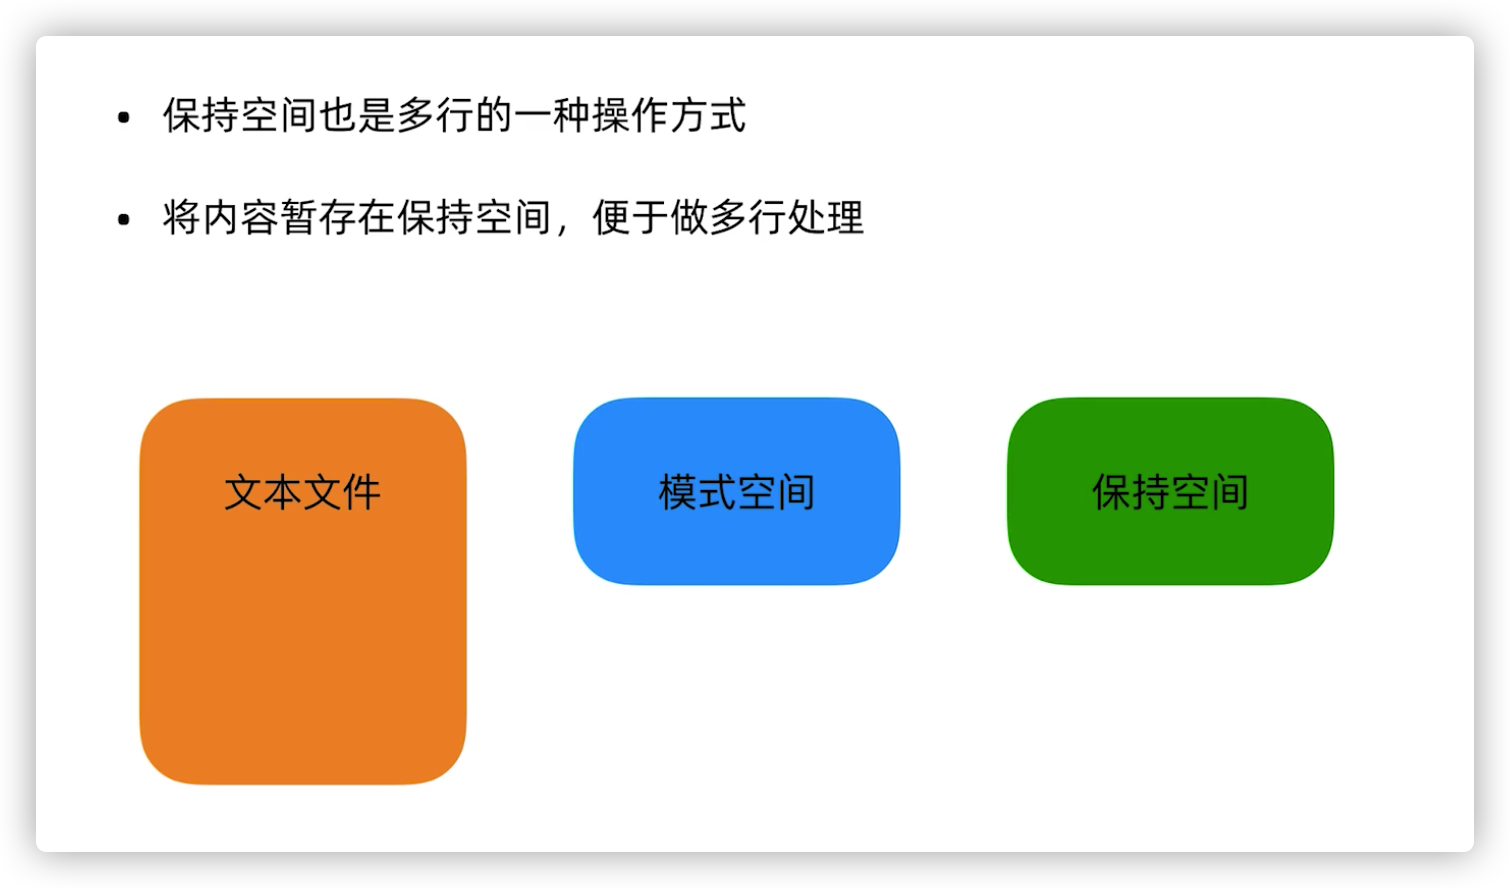 • 保持空间也是多行的一种操作方式
• 将内容暂存在保持空间，便于做多行处理
文本文件
模式空间
保持空间